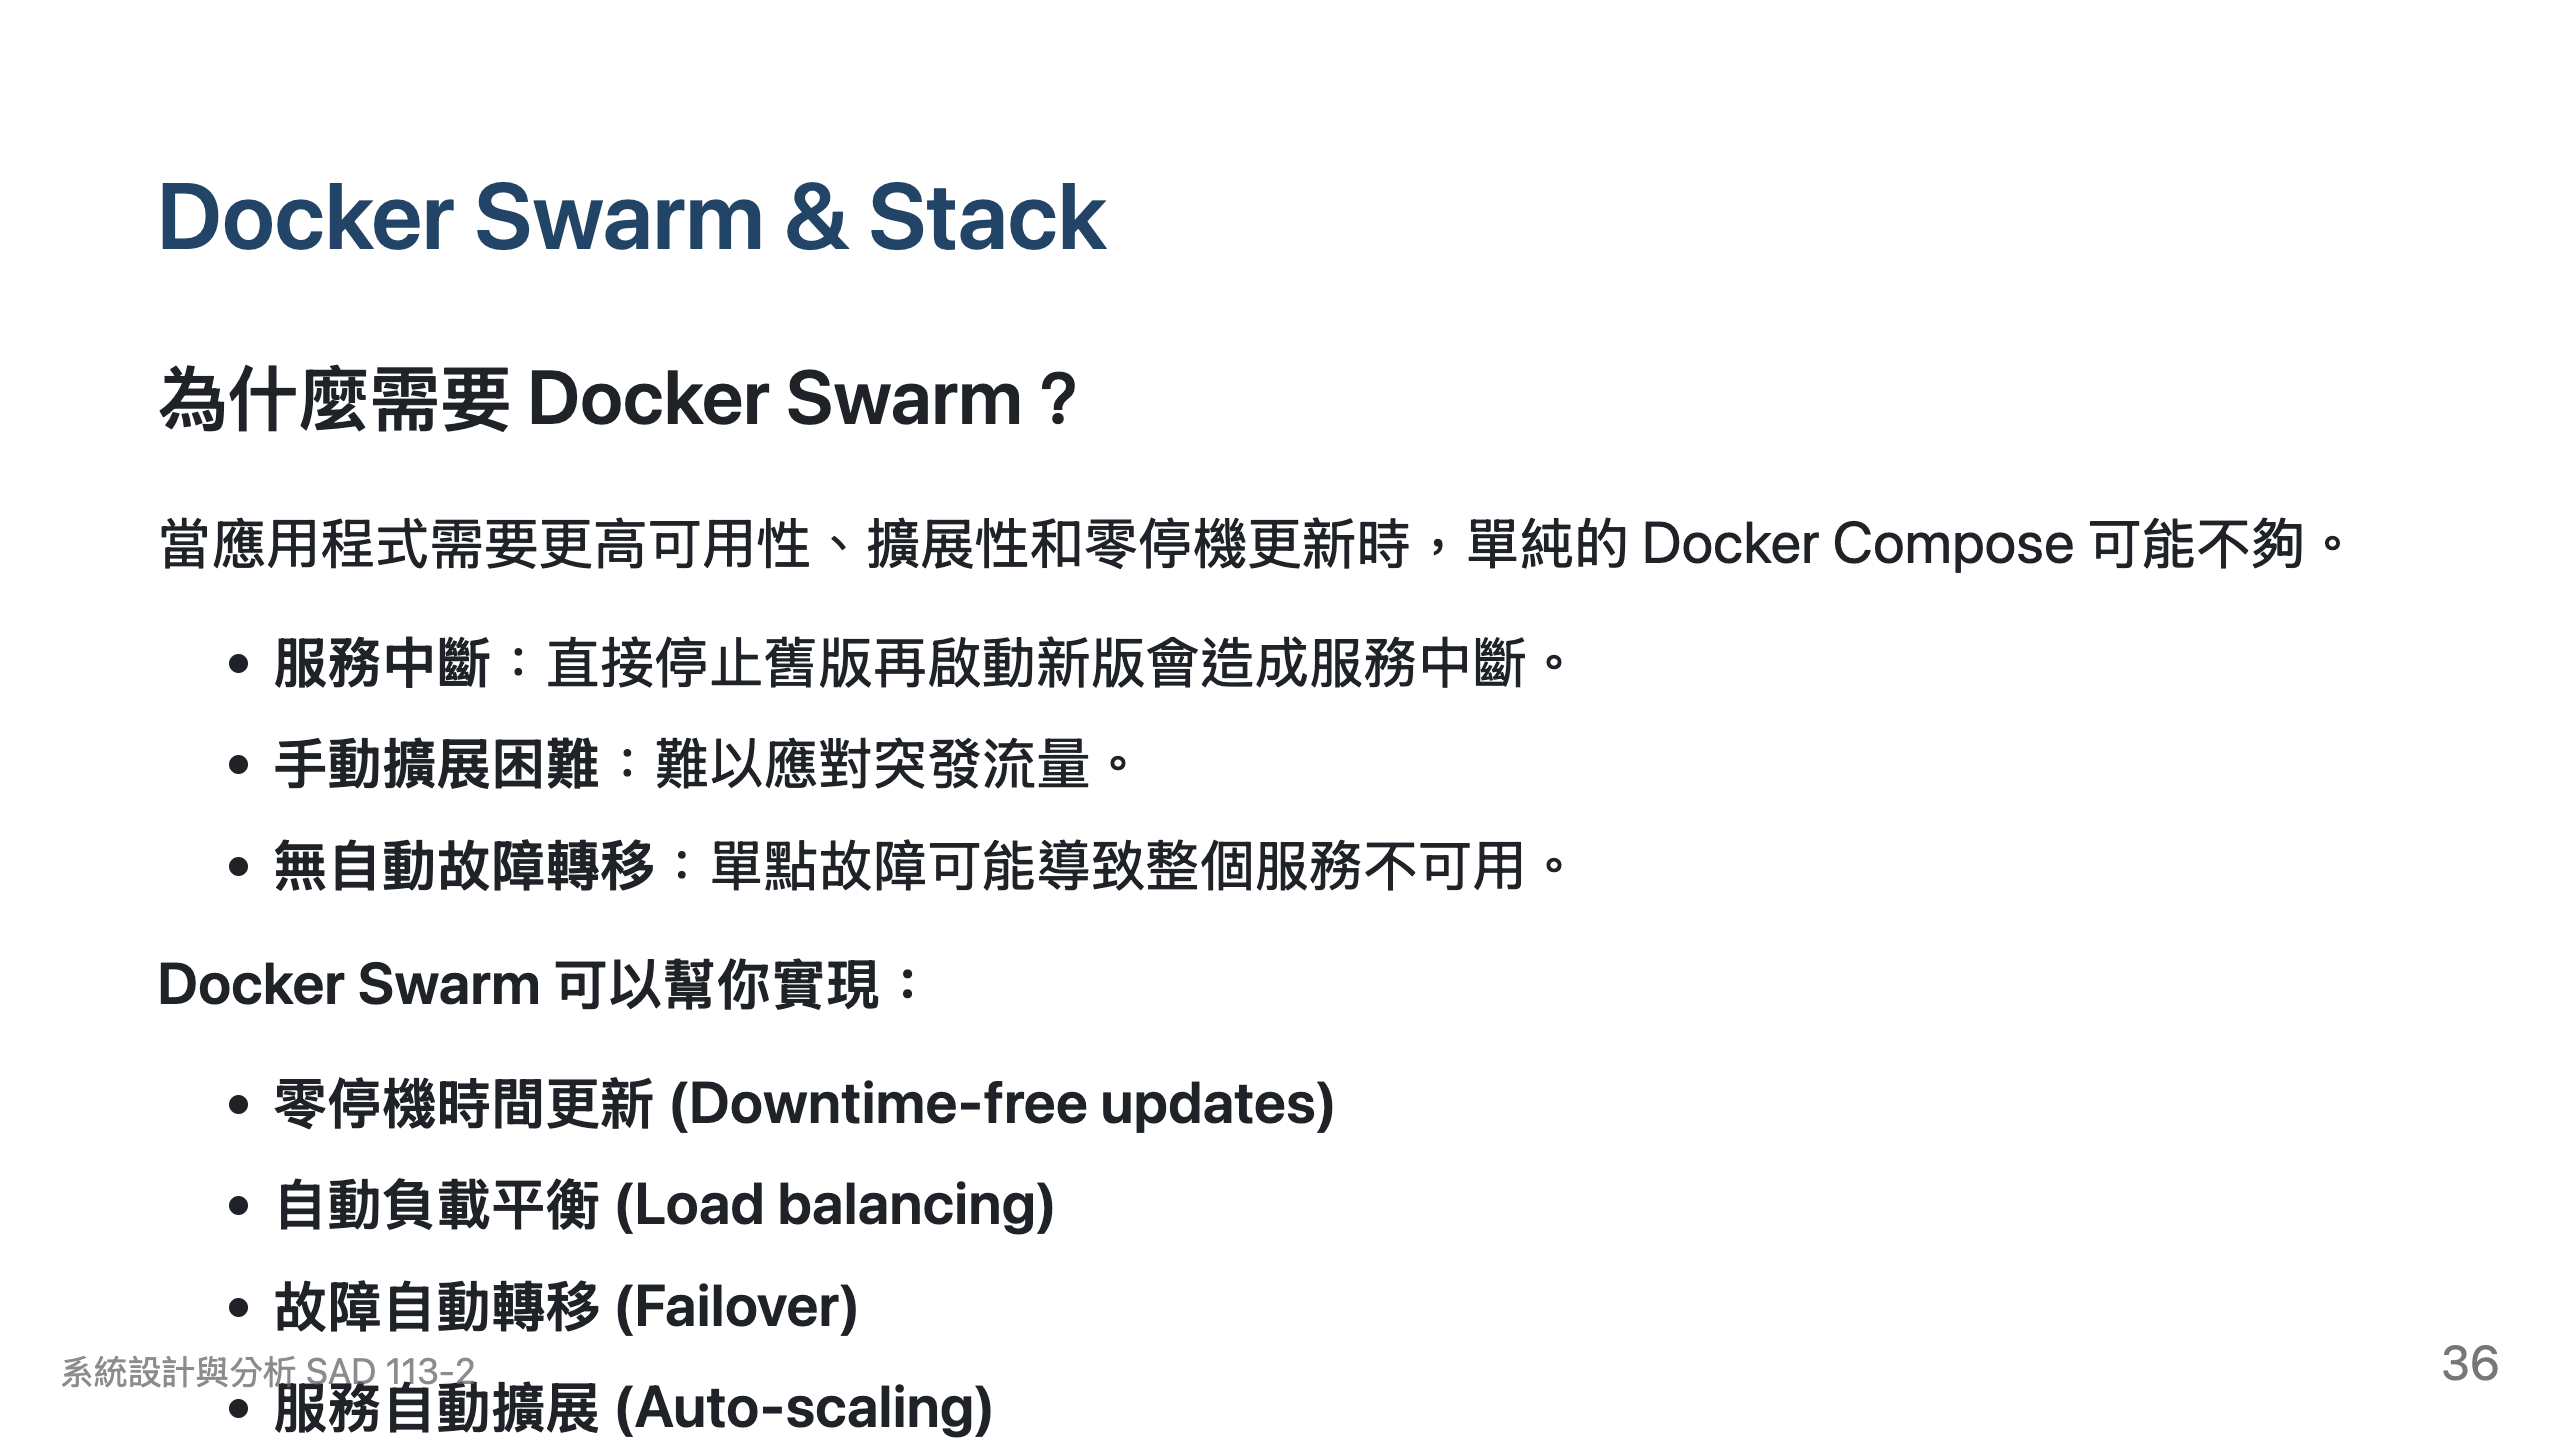 Docker Swarm & Stack
為什麼需要 Docker Swarm？
當應用程式需要更高可用性、擴展性和零停機更新時，單純的 Docker Compose 可能不夠。
• 服務中斷：直接停止舊版再啟動新版會造成服務中斷。
• 手動擴展困難：難以應對突發流量。
• 無自動故障轉移：單點故障可能導致整個服務不可用。
Docker Swarm 可以幫你實現：
• 零停機時間更新 (Downtime-free updates)
• 自動負載平衡 (Load balancing)
• 故障自動轉移 (Failover)
• 服務自動擴展 (Auto-scaling)
系統設計與分析 SAD 113-2
36